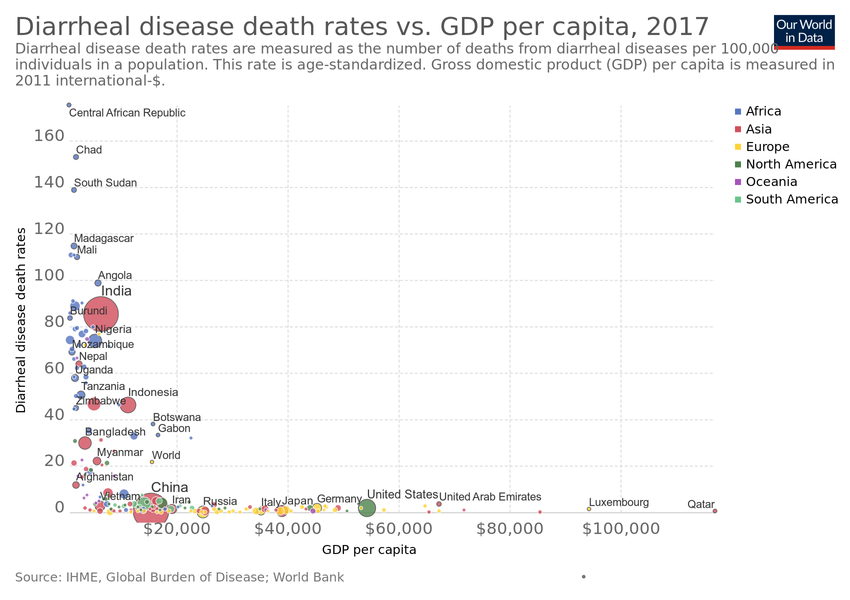 Diarrheal disease death rates vs. GDP per capita, 2017
Our World
in Data
Diarrheal disease death rates are measured as the number of deaths from diarrheal diseases per 100,000
individuals in a population. This rate is age-standardized. Gross domestic product (GDP) per capita is measured in
2011 international-$.
Central African Republic
Africa
Asia
Europe
North America
Oceania
South America
160
Chad
140
South Sudan
120
Madagascar
Mali
100
Angola
India
Burundi
80
Nigeria
Mozambique
Nepal
60
Uganda
Tanzania
Indonesia
Zimbabwe
40
Botswana
Gabon
Bangladesh
20
Myanmar
World
Afghanistan
China
Vietnam
Iran
Russia
Italy
Japan
Germany
United States
United Arab Emirates
Luxembourg
Qatar
0
$20,000
$40,000
$60,000
$80,000
$100,000
Diarrheal disease death rates
GDP per capita
Source: IHME, Global Burden of Disease; World Bank